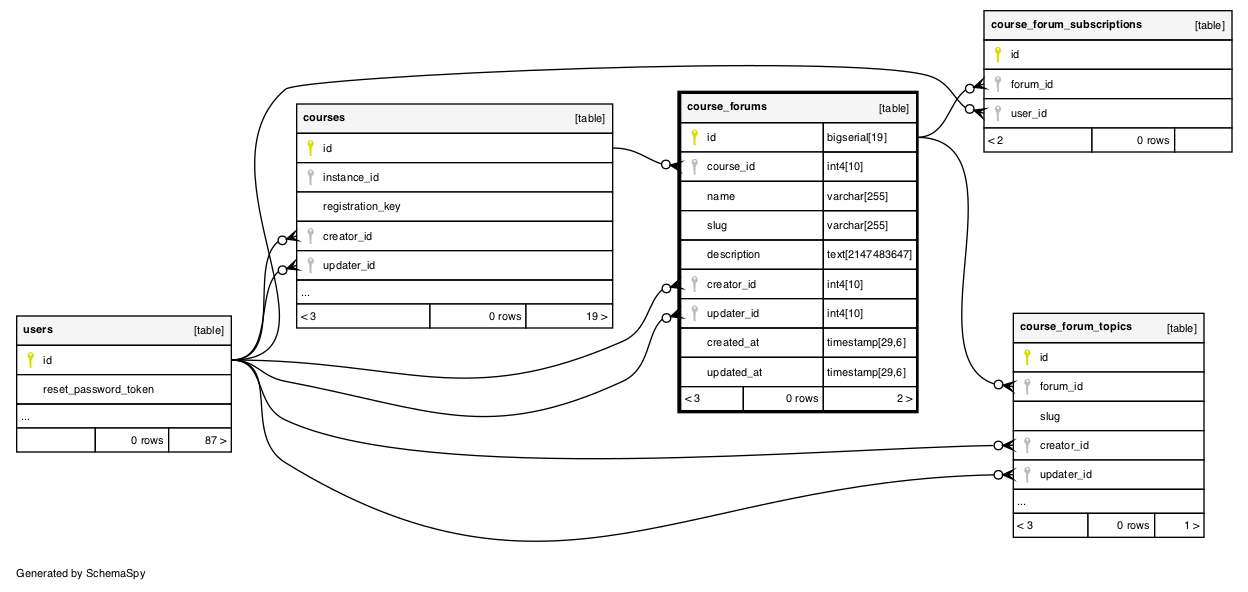 course_forum_subscriptions [table]
id
forum_id
user_id
< 2 0 rows
courses [table]
id
instance_id
registration_key
creator_id
updater_id
...
< 3 0 rows 19 >
course_forums [table]
id bigserial[19]
course_id int4[10]
name varchar[255]
slug varchar[255]
description text[2147483647]
creator_id int4[10]
updater_id int4[10]
created_at timestamp[29,6]
updated_at timestamp[29,6]
< 3 0 rows 2 >
users [table]
id
reset_password_token
...
0 rows 87 >
course_forum_topics [table]
id
forum_id
slug
creator_id
updater_id
...
< 3 0 rows 1 >
Generated by SchemaSpy